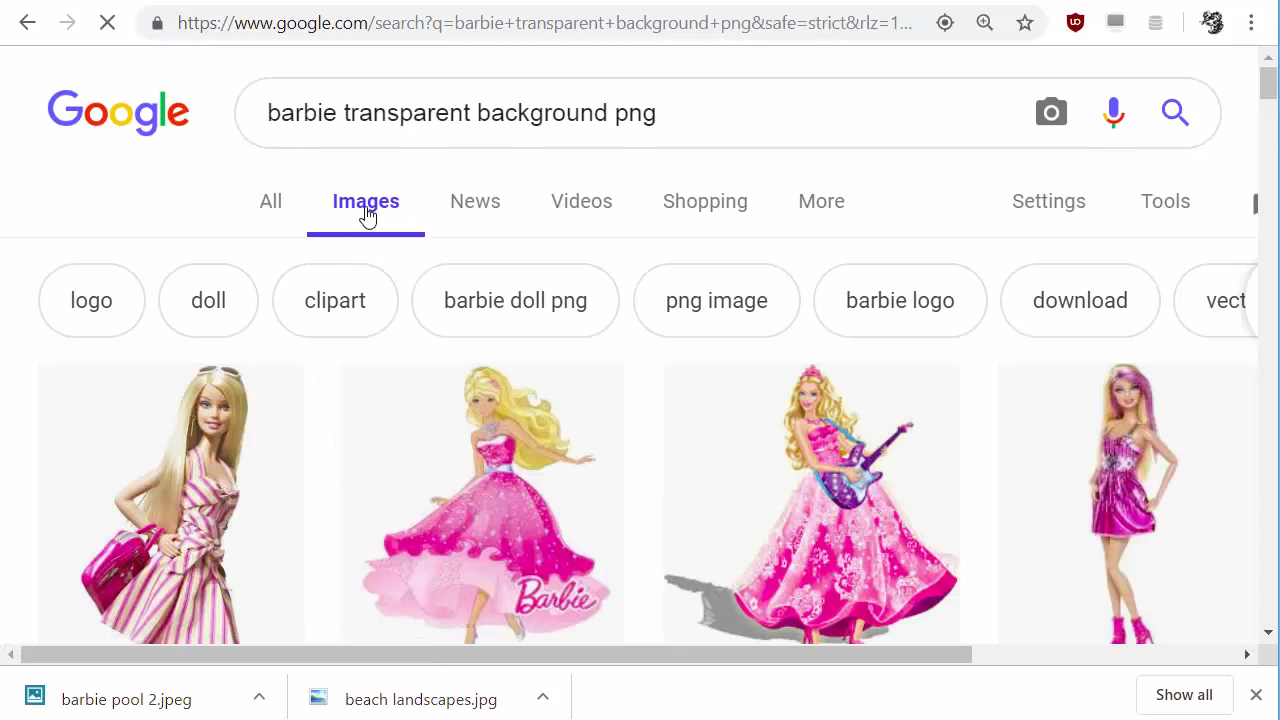 https://www.google.com/search?q=barbie+transparent+background+png&safe=strict&rlz=1...
Google
barbie transparent background png
All Images News Videos Shopping More Settings Tools
logo doll clipart barbie doll png png image barbie logo download vect
Barbie
barbie pool 2.jpeg beach landscapes.jpg Show all